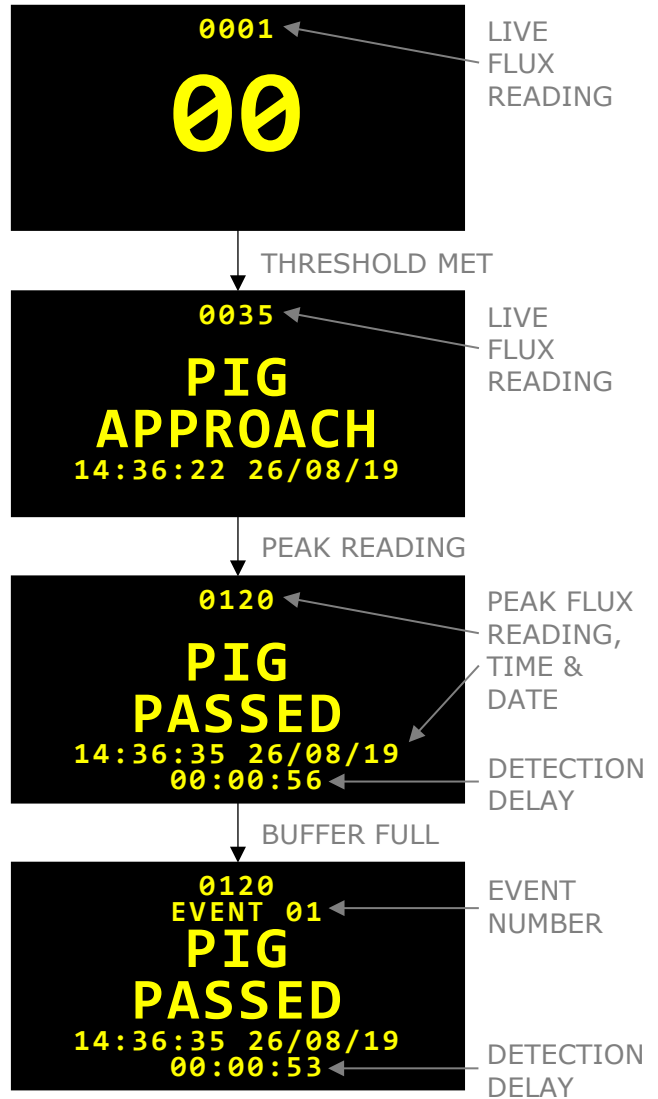 0001
00
LIVE
FLUX
READING
THRESHOLD MET
0035
PIG
APPROACH
14:36:22 26/08/19
LIVE
FLUX
READING
PEAK READING
0120
PIG
PASSED
14:36:35 26/08/19
00:00:56
PEAK FLUX
READING,
TIME &
DATE
DETECTION
DELAY
BUFFER FULL
0120
EVENT 01
PIG
PASSED
14:36:35 26/08/19
00:00:53
EVENT
NUMBER
DETECTION
DELAY